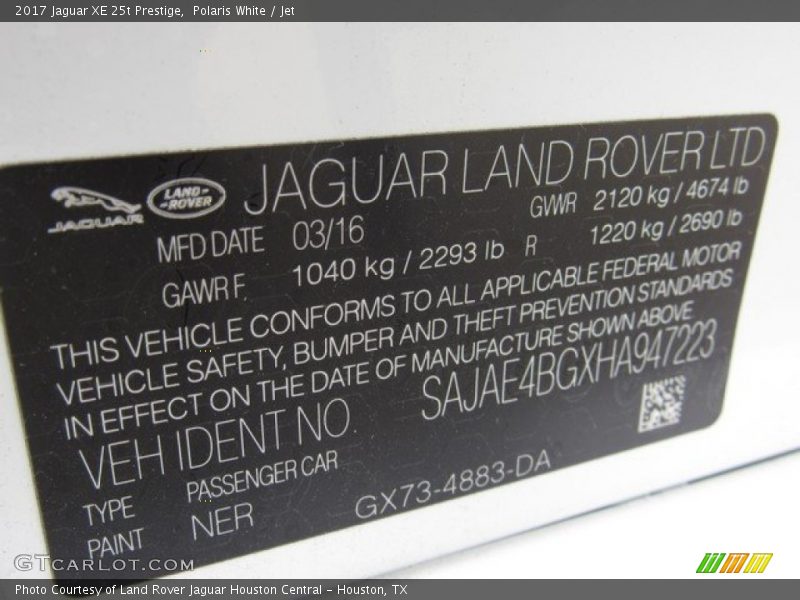 2017 Jaguar XE 25t Prestige,  Polaris White / Jet
JAGUAR
LAND-
-ROVER
JAGUAR LAND ROVER LTD
MFD DATE 03/16 GWR 2120 kg / 4674 lb
GAWR F 1040 kg / 2293 lb R 1220 kg / 2690 lb
THIS VEHICLE CONFORMS TO ALL APPLICABLE FEDERAL MOTOR
VEHICLE SAFETY, BUMPER AND THEFT PREVENTION STANDARDS
IN EFFECT ON THE DATE OF MANUFACTURE SHOWN ABOVE
VEH IDENT NO. SAJAE4BGXHA947223
TYPE PASSENGER CAR
PAINT NER GX73-4883-DA
GTCARLOT.COM
Photo Courtesy of Land Rover Jaguar Houston Central - Houston, TX